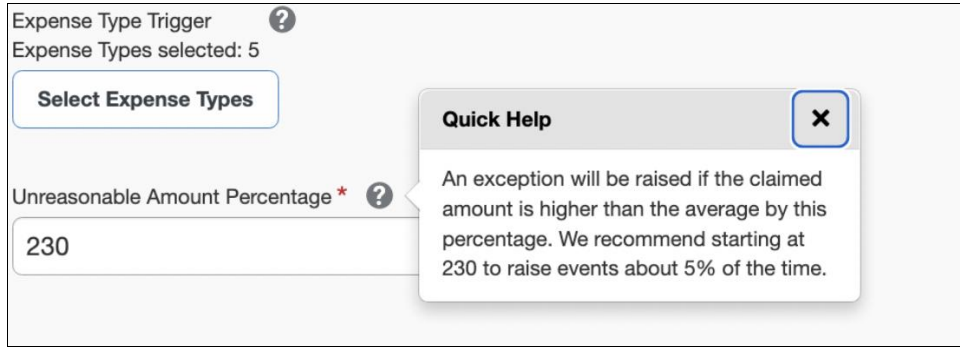 Expense Type Trigger ?
Expense Types selected: 5
Select Expense Types
Unreasonable Amount Percentage * ?
230
Quick Help
An exception will be raised if the claimed
amount is higher than the average by this
percentage. We recommend starting at
230 to raise events about 5% of the time.